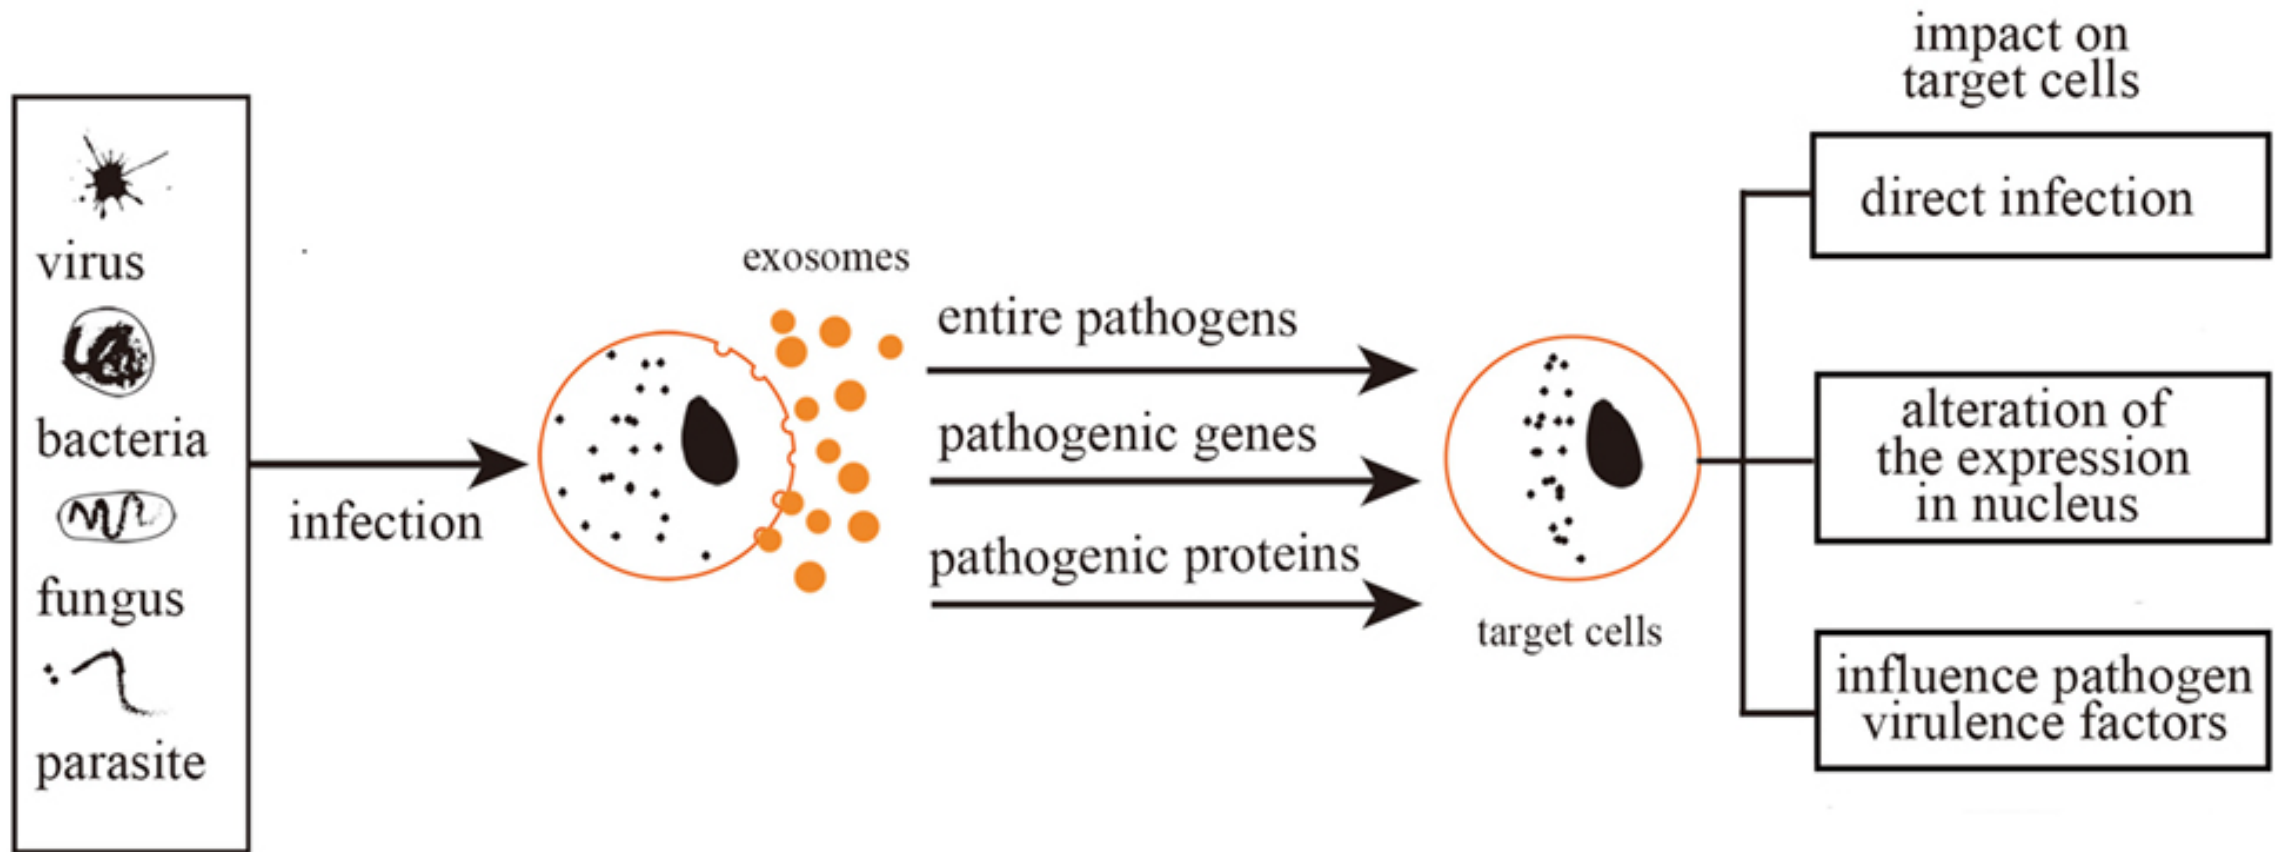 virus
bacteria
fungus
parasite
infection
exosomes
entire pathogens
pathogenic genes
pathogenic proteins
target cells
impact on
target cells
direct infection
alteration of
the expression
in nucleus
influence pathogen
virulence factors